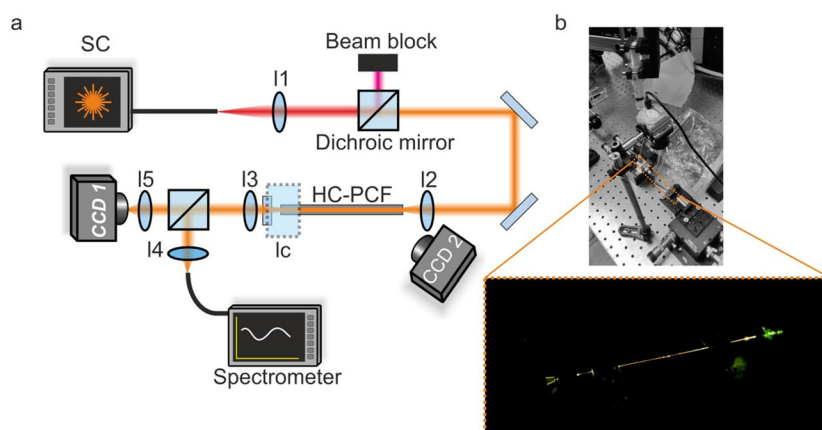 a
b
SC
Beam block
l1
Dichroic mirror
l5
l3
HC-PCF
l2
CCD 1
lc
CCD 2
l4
Spectrometer